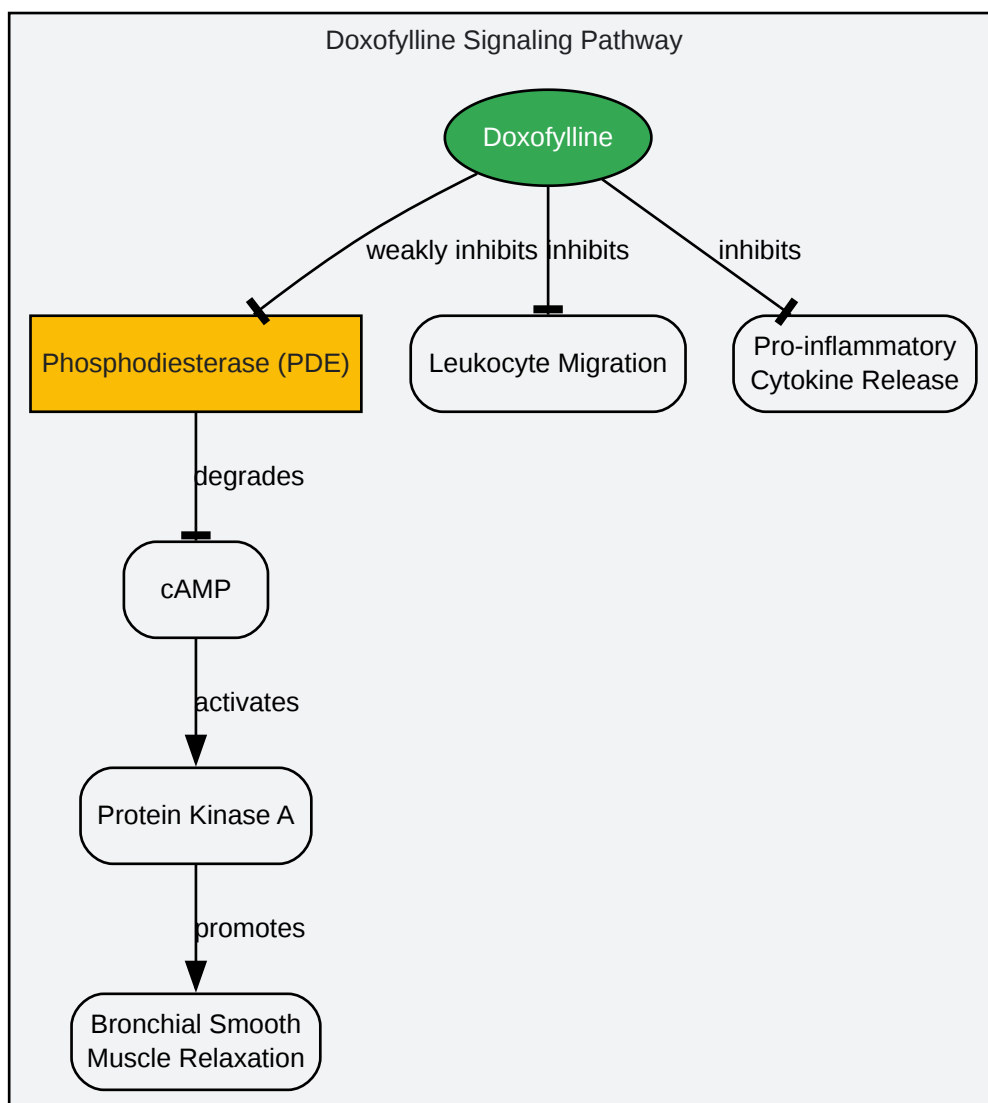 Doxofylline Signaling Pathway
Doxofylline
weakly inhibits
inhibits
inhibits
Phosphodiesterase (PDE)
Leukocyte Migration
Pro-inflammatory
Cytokine Release
degrades
cAMP
activates
Protein Kinase A
promotes
Bronchial Smooth
Muscle Relaxation